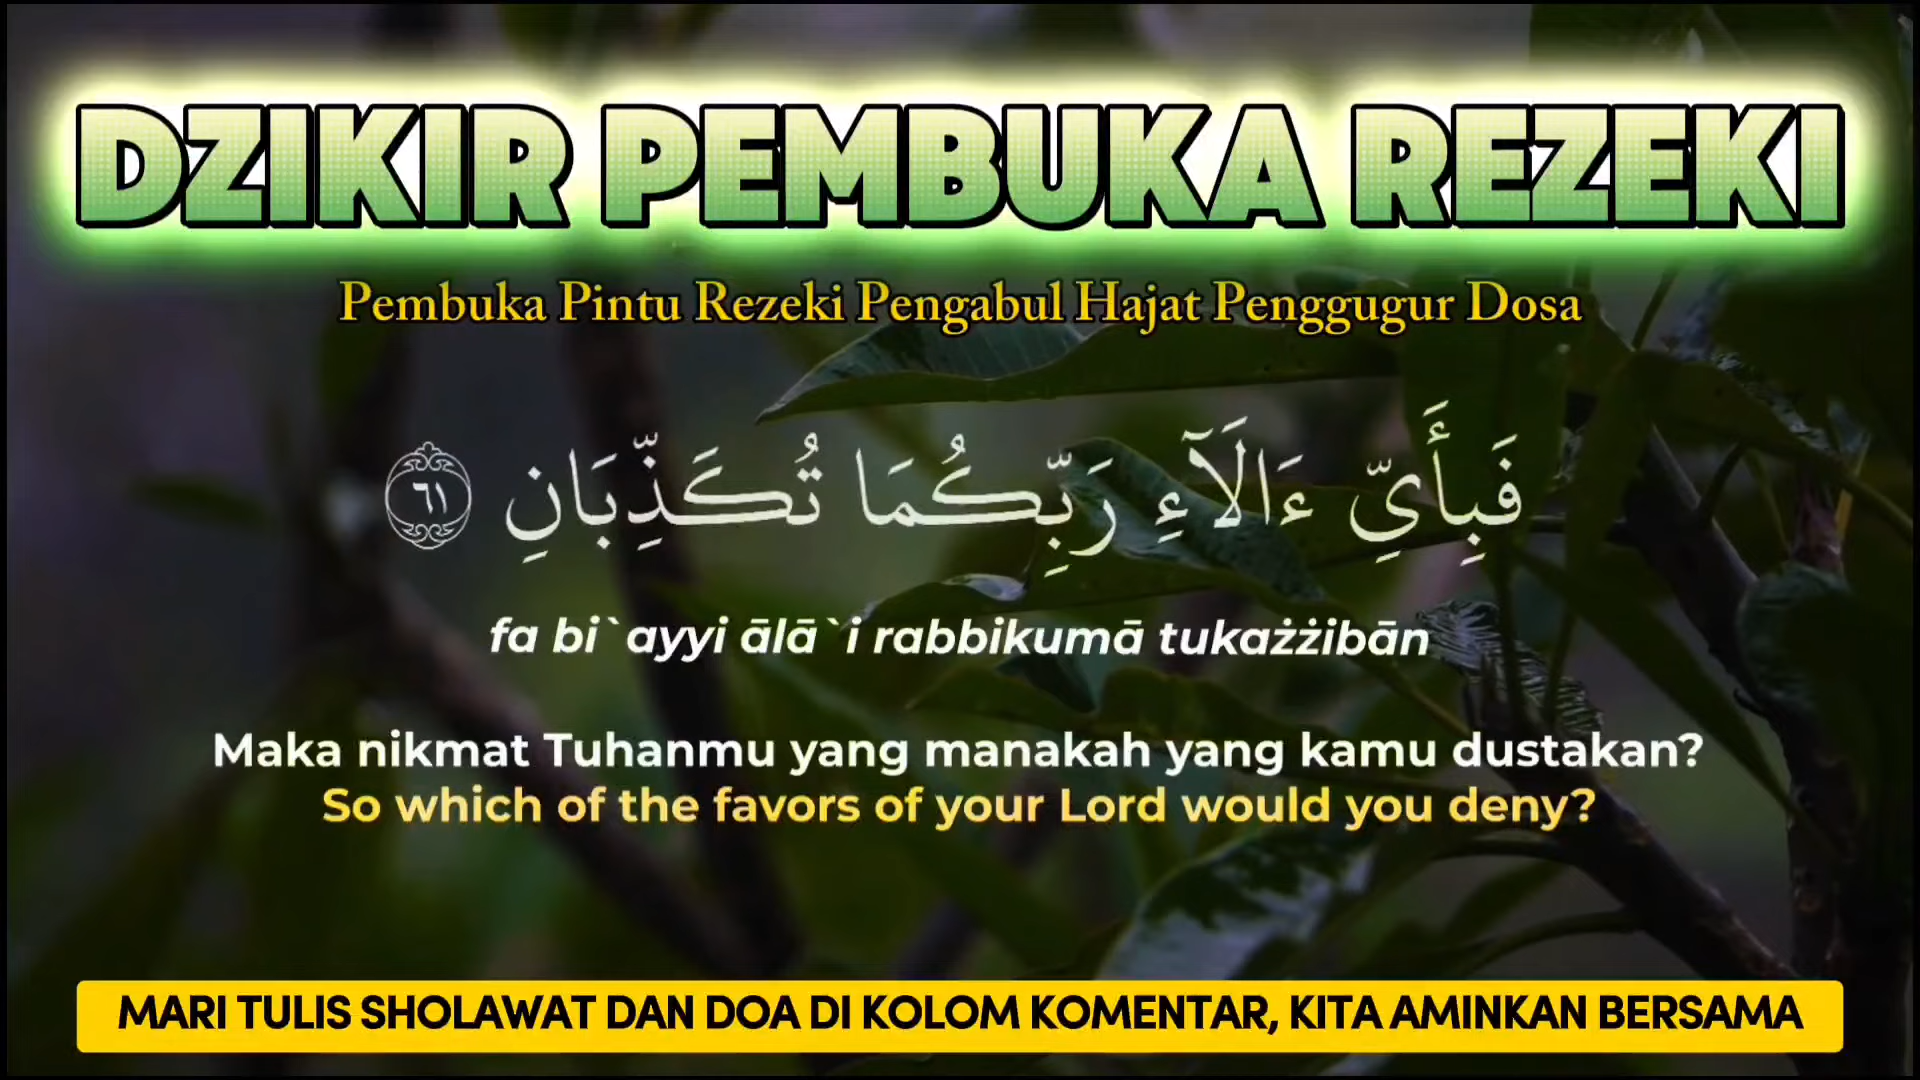 DZIKIR PEMBUKA REZEKI
Pembuka Pintu Rezeki Pengabul Hajat Penggugur Dosa
فَبِأَيِّ ءَالَآءِ رَبِّكُمَا تُكَذِّبَانِ ٦١
fa bi`ayyi ālā`i rabbikumā tukażżibān
Maka nikmat Tuhanmu yang manakah yang kamu dustakan?
So which of the favors of your Lord would you deny?
MARI TULIS SHOLAWAT DAN DOA DI KOLOM KOMENTAR, KITA AMINKAN BERSAMA